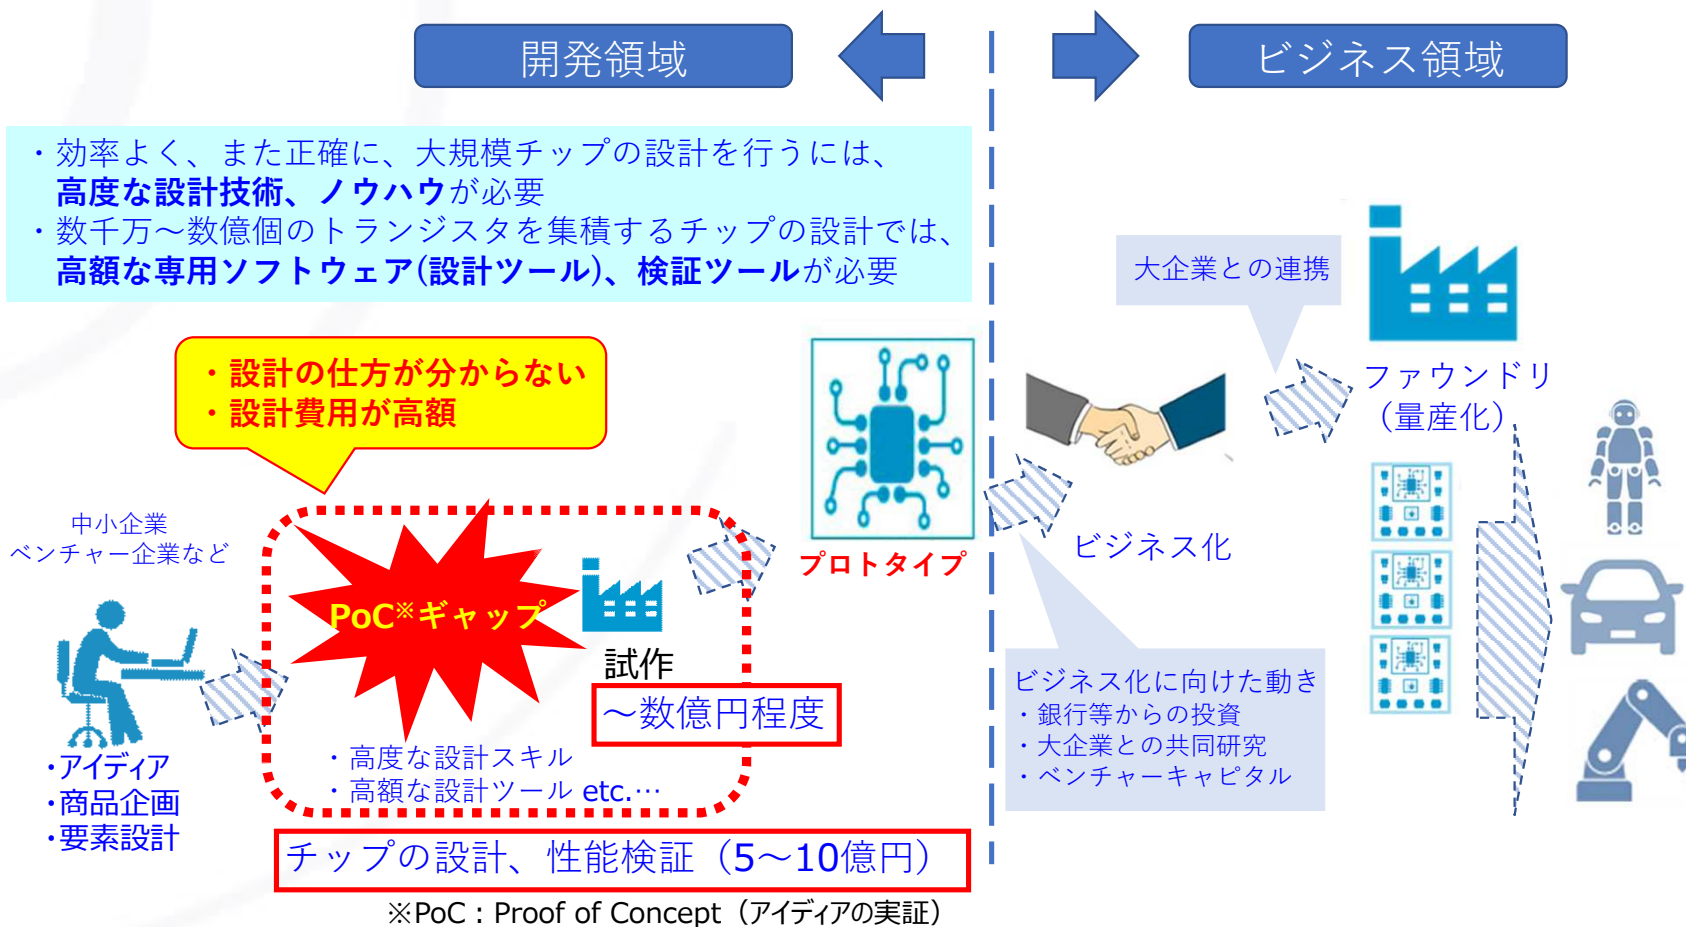 開発領域
ビジネス領域
・効率よく、また正確に、大規模チップの設計を行うには、
高度な設計技術、ノウハウが必要
・数千万～数億個のトランジスタを集積するチップの設計では、
高額な専用ソフトウェア(設計ツール)、検証ツールが必要
・設計の仕方が分からない
・設計費用が高額
中小企業
ベンチャー企業など
・アイディア
・商品企画
・要素設計
PoC※ギャップ
試作
～数億円程度
・高度な設計スキル
・高額な設計ツール etc.…
チップの設計、性能検証（5～10億円）
※PoC：Proof of Concept（アイディアの実証）
プロトタイプ
大企業との連携
ビジネス化
ビジネス化に向けた動き
・銀行等からの投資
・大企業との共同研究
・ベンチャーキャピタル
ファウンドリ
（量産化）